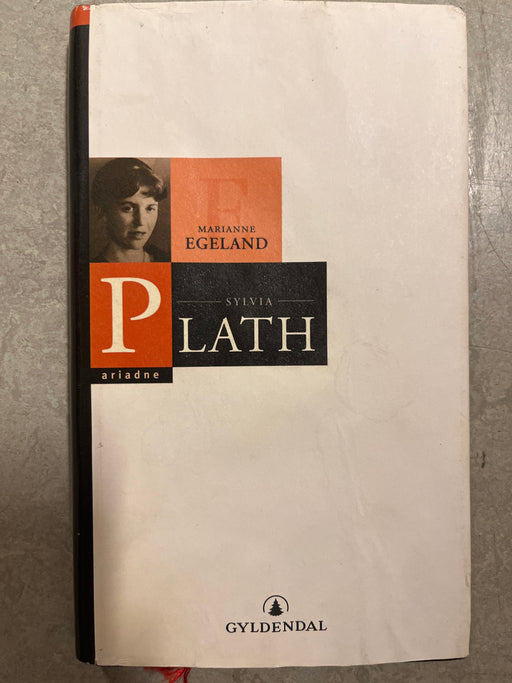 E
MARIANNE
EGELAND
SYLVIA
PLATH
ariadne
GYLDENDAL